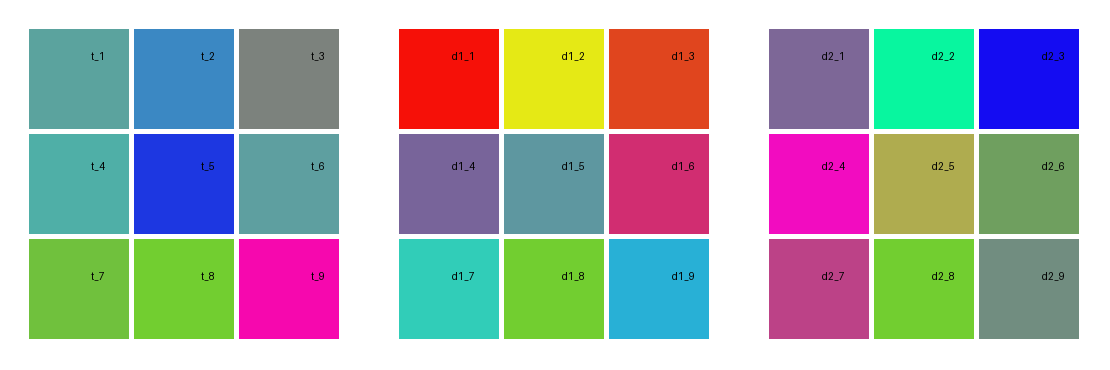 t_1 t_2 t_3 d1_1 d1_2 d1_3 d2_1 d2_2 d2_3
t_4 t_5 t_6 d1_4 d1_5 d1_6 d2_4 d2_5 d2_6
t_7 t_8 t_9 d1_7 d1_8 d1_9 d2_7 d2_8 d2_9